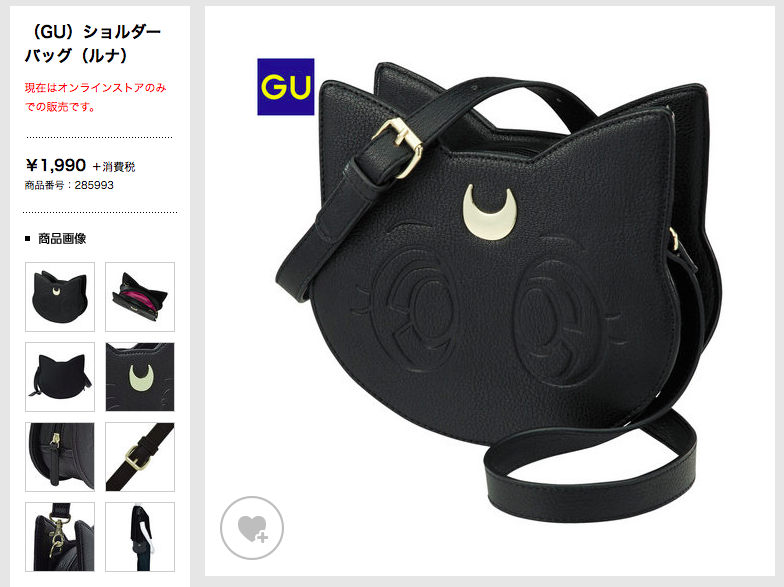 （GU）ショルダー
バッグ（ルナ）
現在はオンラインストアのみ
での販売です。
¥1,990 +消費税
商品番号：285993
商品画像
GU